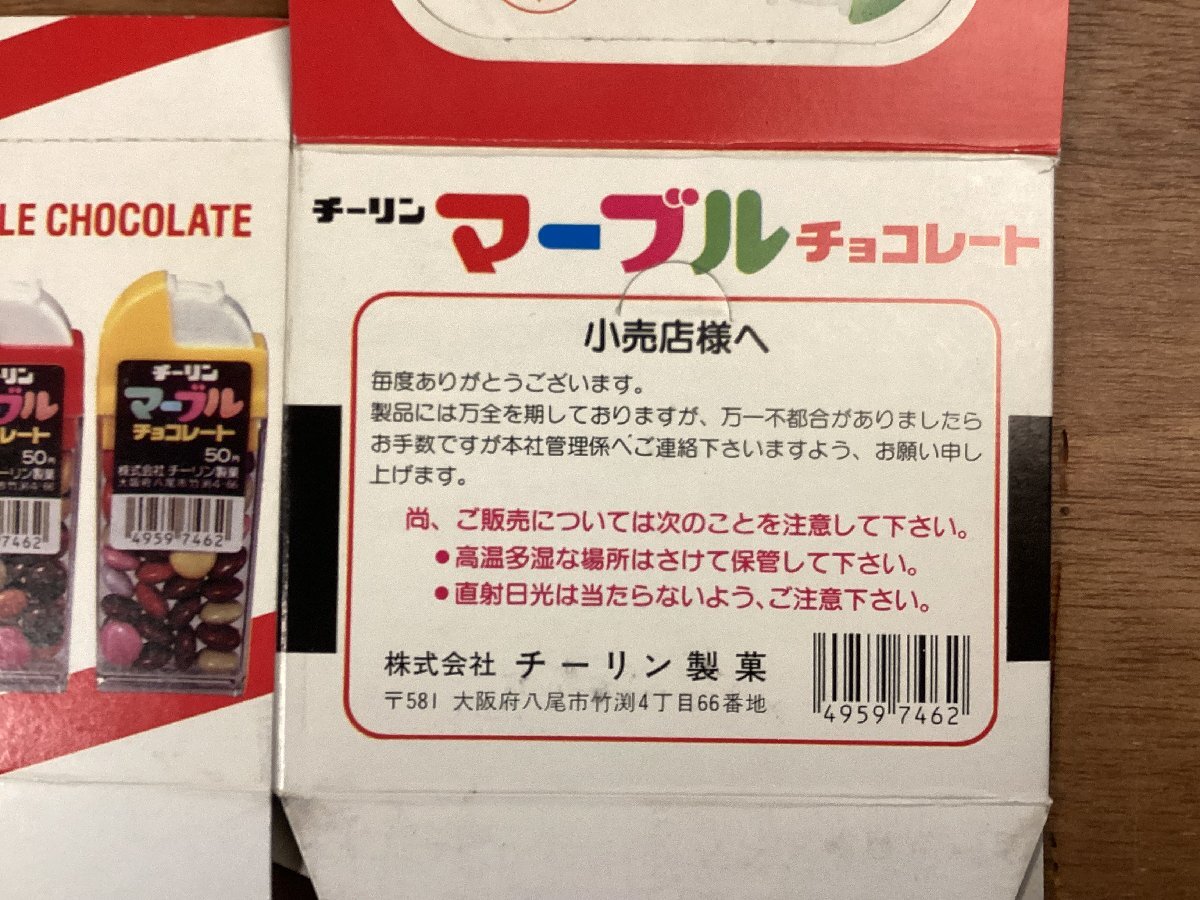 LE CHOCOLATE
ーリン
ブル
レート
50円
ーリン製菓
7462
チーリン
マーブル
チョコレート
50円
株式会社 チーリン製菓
大阪府八尾市竹渕4-66
4959 7462
チーリン マーブル チョコレート
小売店様へ
毎度ありがとうございます。
製品には万全を期しておりますが、万一不都合がありましたら
お手数ですが本社管理係へご連絡下さいますよう、お願い申し
上げます。
尚、ご販売については次のことを注意して下さい。
●高温多湿な場所はさけて保管して下さい。
●直射日光は当たらないよう、ご注意下さい。
株式会社 チーリン製菓
〒581 大阪府八尾市竹渕4丁目66番地
4959 7462